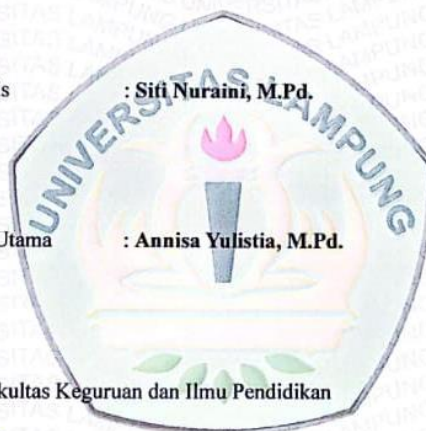 s : Siti Nuraini, M.Pd.
UNIVERSITAS LAMPUNG
Utama : Annisa Yulistia, M.Pd.
kultas Keguruan dan Ilmu Pendidikan